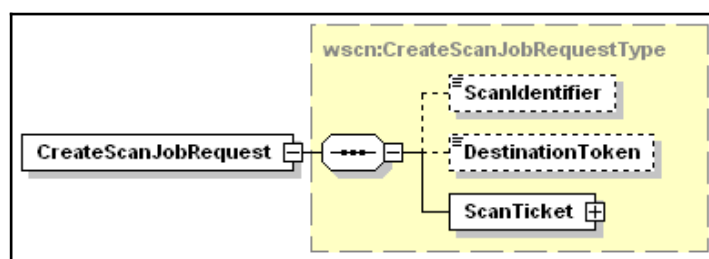 wscn:CreateScanJobRequestType
ScanIdentifier
CreateScanJobRequest
DestinationToken
ScanTicket